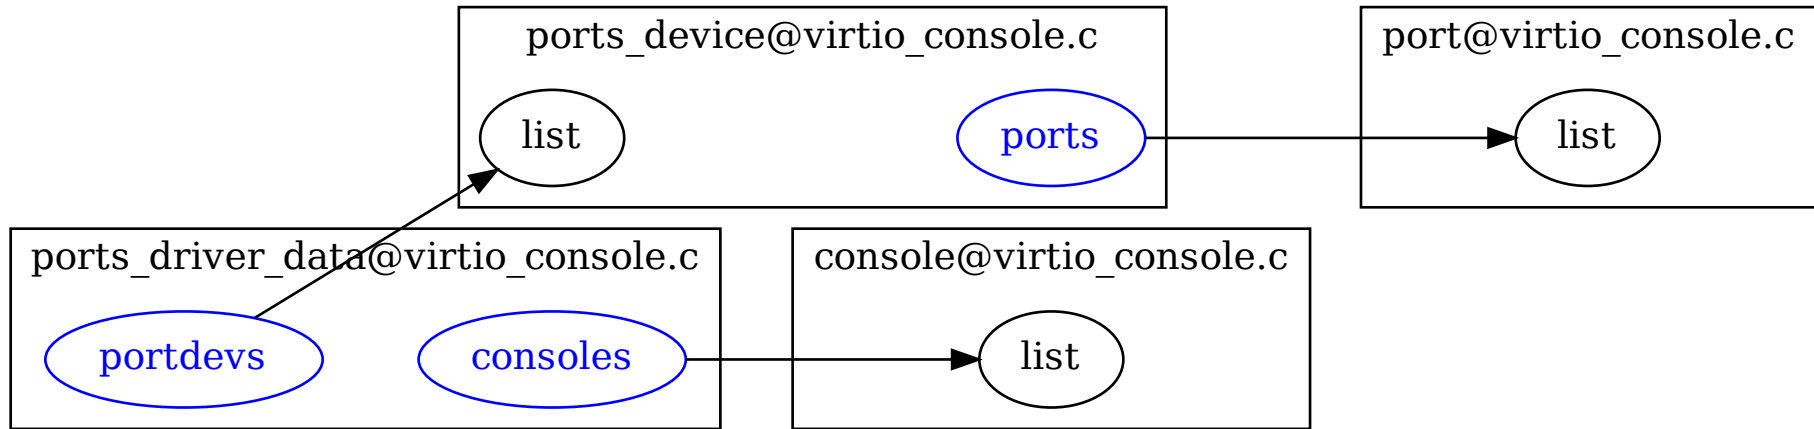 ports_device@virtio_console.c
port@virtio_console.c
list
ports
list
ports_driver_data@virtio_console.c
console@virtio_console.c
portdevs
consoles
list